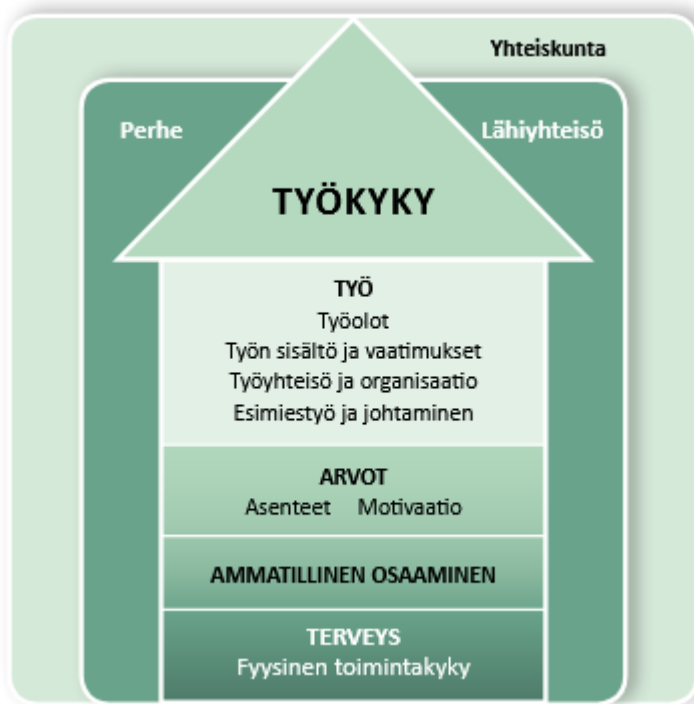 Yhteiskunta
Perhe
Lähiyhteisö
TYÖKYKY
TYÖ
Työolot
Työn sisältö ja vaatimukset
Työyhteisö ja organisaatio
Esimiestyö ja johtaminen
ARVOT
Asenteet Motivaatio
AMMATILLINEN OSAAMINEN
TERVEYS
Fyysinen toimintakyky